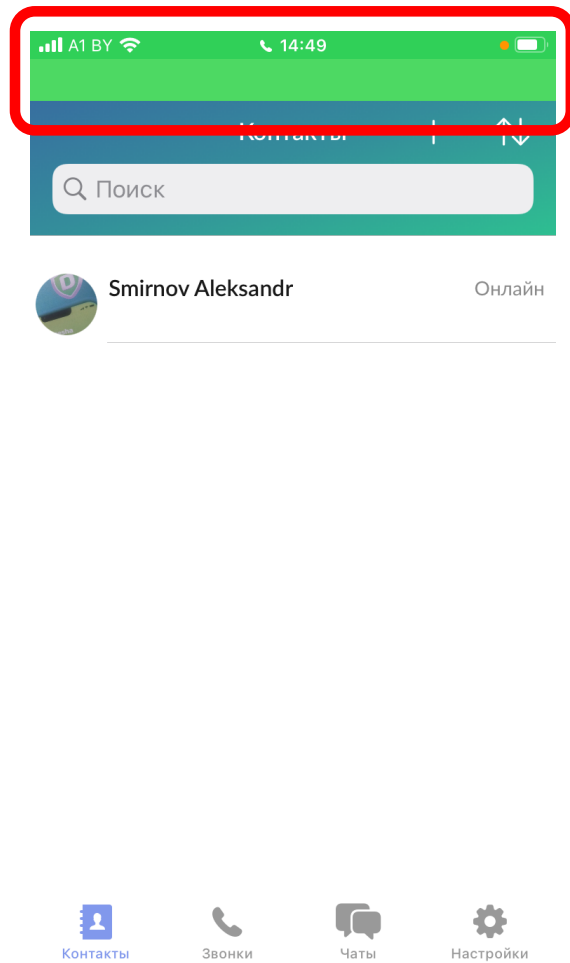 A1 BY 14:49
Контакты
Поиск
Smirnov Aleksandr Онлайн
Контакты Звонки Чаты Настройки